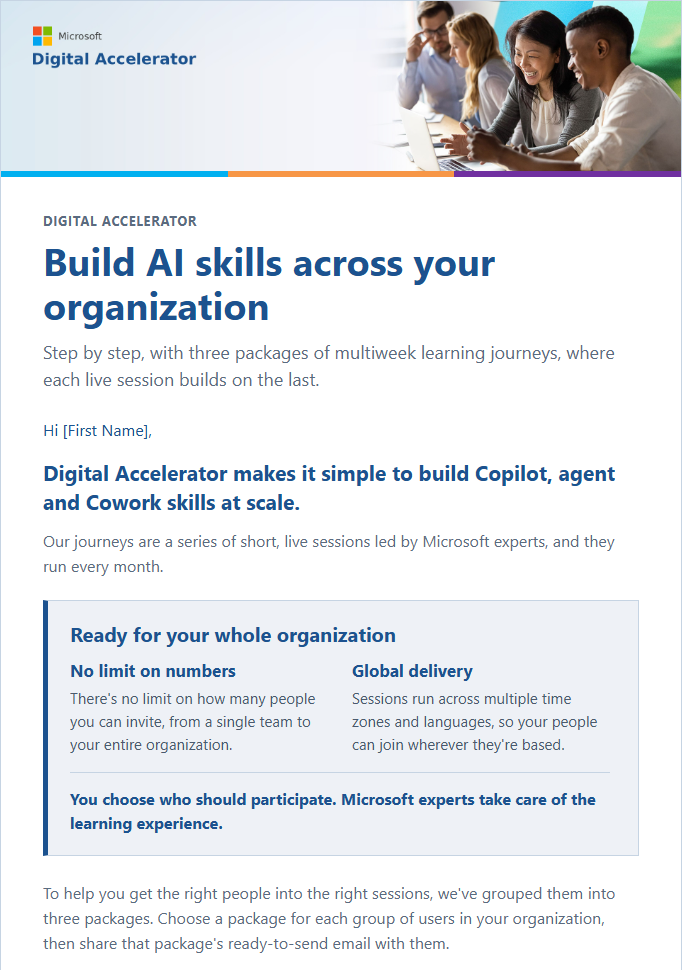 Microsoft
Digital Accelerator
DIGITAL ACCELERATOR
Build AI skills across your
organization
Step by step, with three packages of multiweek learning journeys, where
each live session builds on the last.
Hi [First Name],
Digital Accelerator makes it simple to build Copilot, agent
and Cowork skills at scale.
Our journeys are a series of short, live sessions led by Microsoft experts, and they
run every month.
Ready for your whole organization
No limit on numbers
There's no limit on how many people
you can invite, from a single team to
your entire organization.
Global delivery
Sessions run across multiple time
zones and languages, so your people
can join wherever they're based.
You choose who should participate. Microsoft experts take care of the
learning experience.
To help you get the right people into the right sessions, we've grouped them into
three packages. Choose a package for each group of users in your organization,
then share that package's ready-to-send email with them.